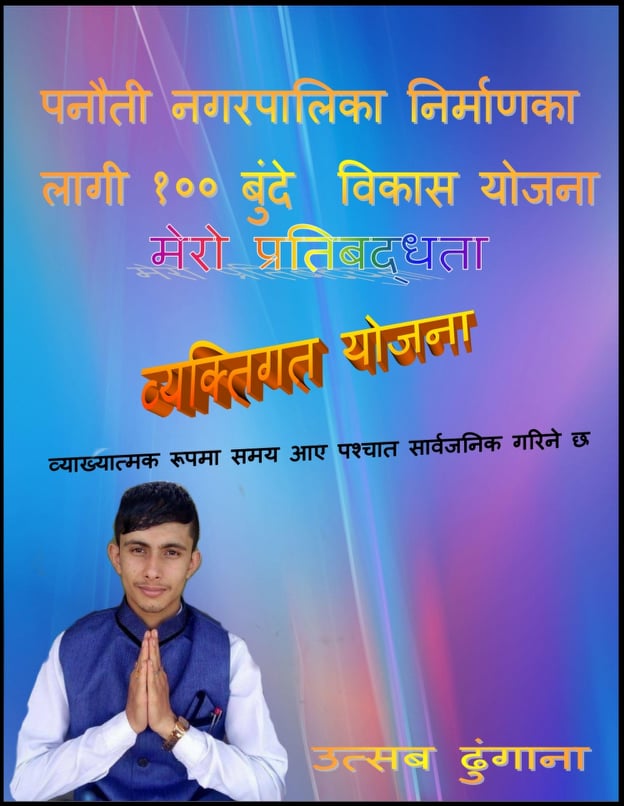 पनौती नगरपालिका निर्माणका
लागी १०० बुंदे विकास योजना
मेरो प्रतिबद्धता
व्यक्तिगत योजना
व्याख्यात्मक रूपमा समय आए पश्चात सार्वजनिक गरिने छ
उत्सब ढुंगाना